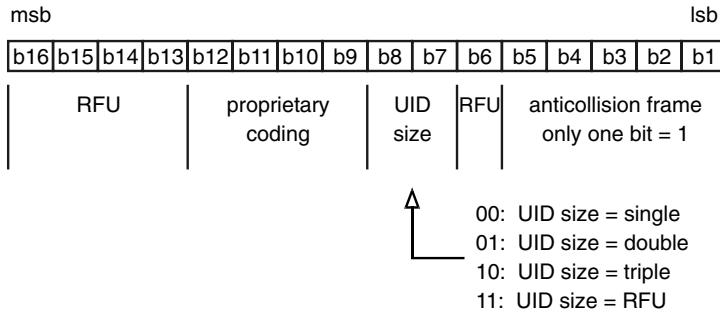 msb lsb
b16 b15 b14 b13 b12 b11 b10 b9 b8 b7 b6 b5 b4 b3 b2 b1
RFU proprietary UID RFU anticollision frame
coding size only one bit = 1
00: UID size = single
01: UID size = double
10: UID size = triple
11: UID size = RFU